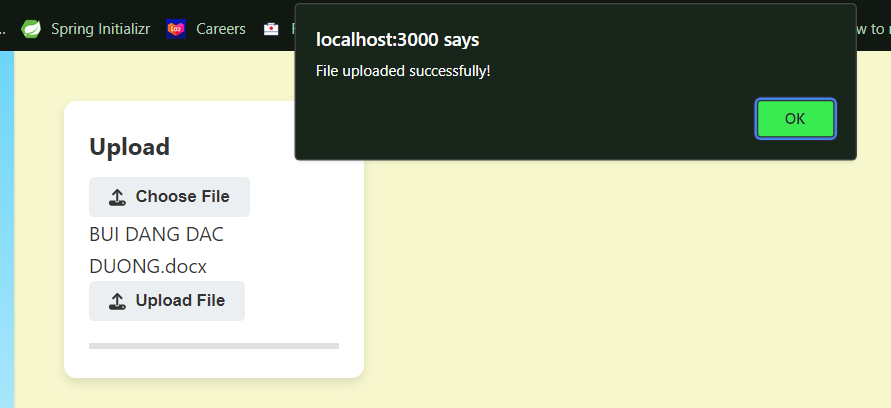 Spring Initializr
Careers
localhost:3000 says
File uploaded successfully!
OK
Upload
Choose File
BUI DANG DAC
DUONG.docx
Upload File